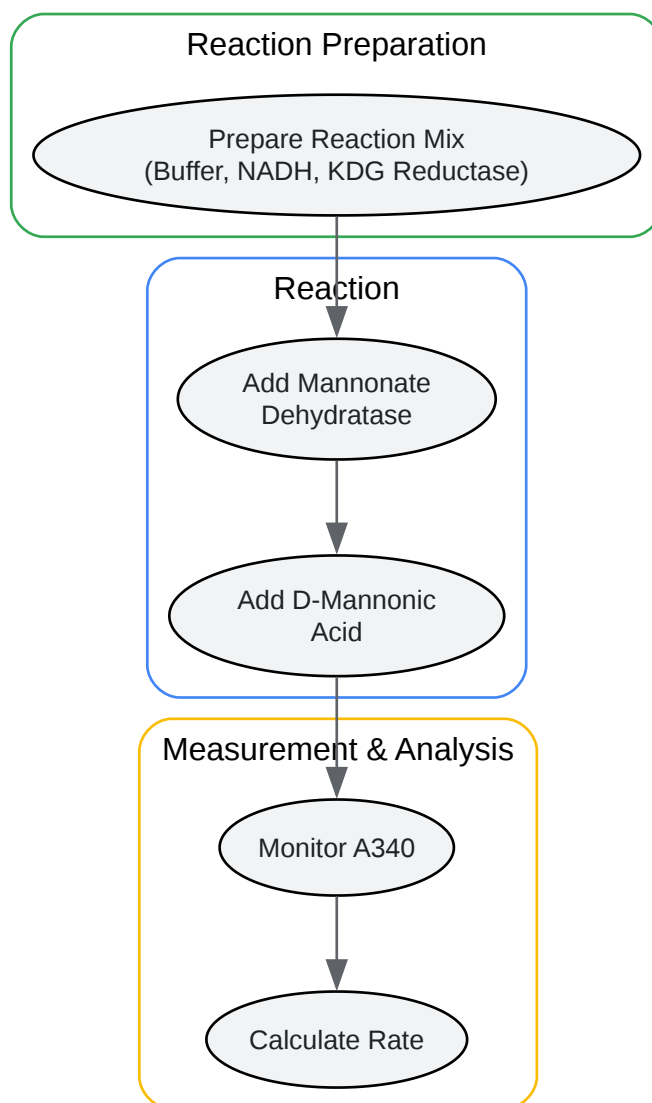 Reaction Preparation
Prepare Reaction Mix
(Buffer, NADH, KDG Reductase)
Reaction
Add Mannonate
Dehydratase
Add D-Mannonic
Acid
Measurement & Analysis
Monitor A340
Calculate Rate